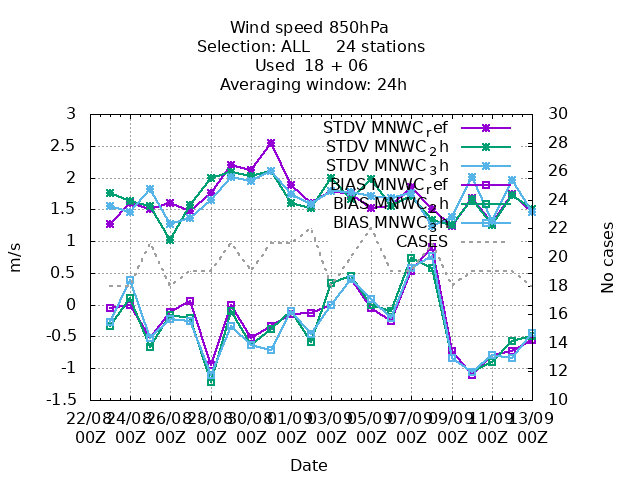 Wind speed 850hPa
Selection: ALL 24 stations
Used 18 + 06
Averaging window: 24h
3
2.5
2
1.5
1
0.5
0
-0.5
-1
-1.5
m/s
30
28
26
24
22
20
18
16
14
12
10
No cases
STDV MNWC_ref
STDV MNWC_2h
STDV MNWC_3h
BIAS MNWC_ref
BIAS MNWC_2h
BIAS MNWC_3h
CASES
22/08 24/08 26/08 28/08 30/08 01/09 03/09 05/09 07/09 09/09 11/09 13/09
00Z 00Z 00Z 00Z 00Z 00Z 00Z 00Z 00Z 00Z 00Z 00Z
Date